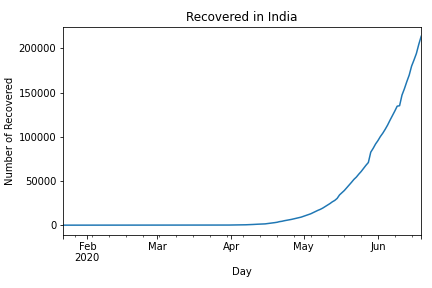 Recovered in India
Number of Recovered
200000
150000
100000
50000
0
Feb
2020
Mar
Apr
May
Jun
Day